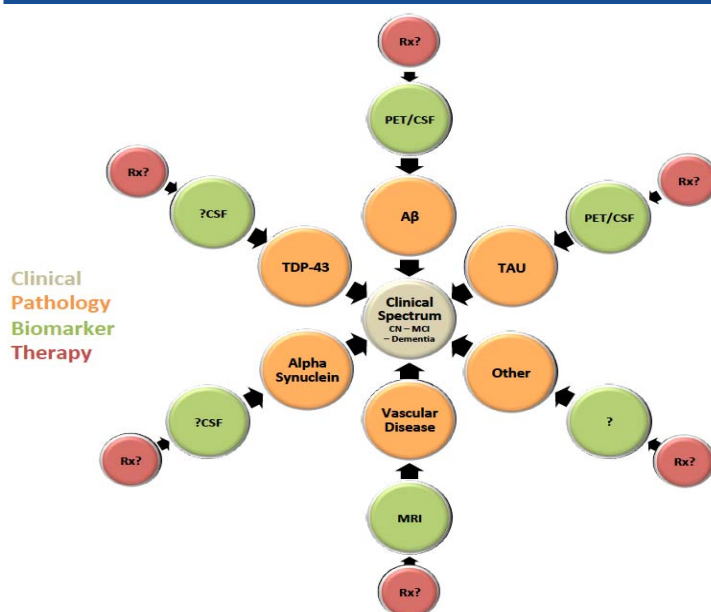 Rx?
PET/CSF
Aβ
Rx?
?CSF
TDP-43
Rx?
PET/CSF
TAU
Clinical
Pathology
Biomarker
Therapy
Clinical
Spectrum
CN – MCI
– Dementia
Alpha
Synuclein
?CSF
Rx?
Other
?
Rx?
Vascular
Disease
MRI
Rx?